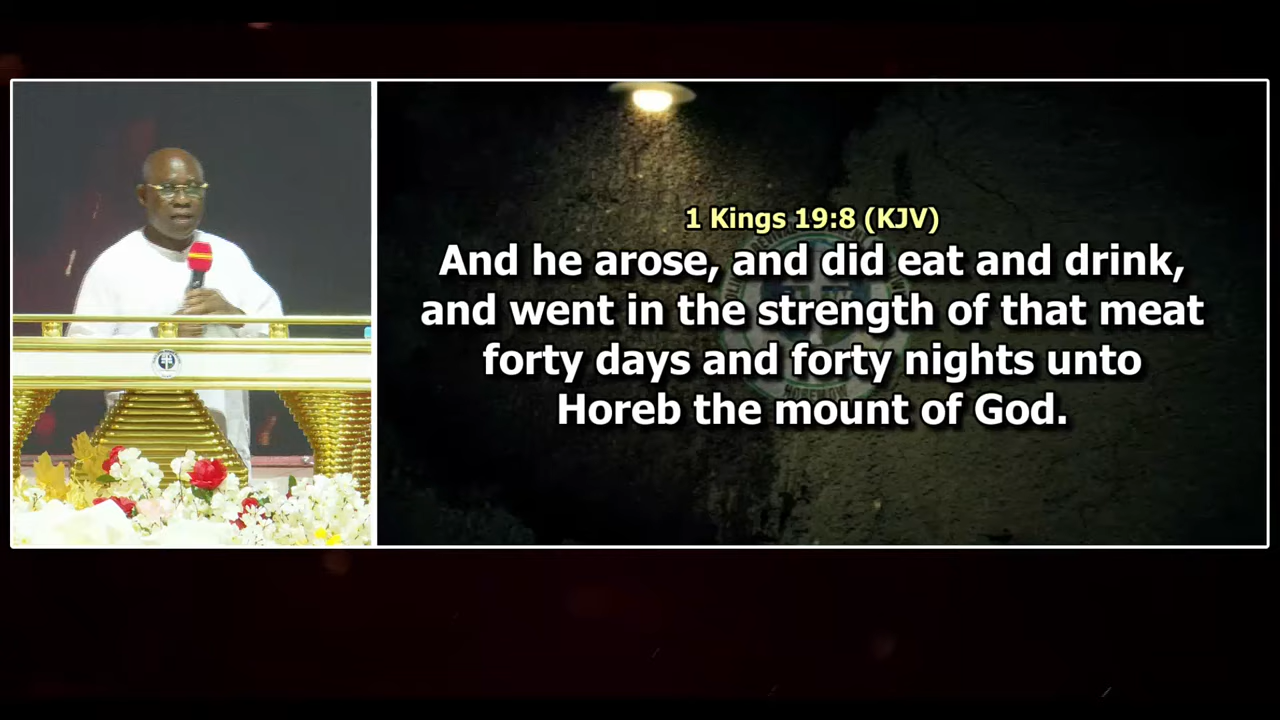 1 Kings 19:8 (KJV)
And he arose, and did eat and drink,
and went in the strength of that meat
forty days and forty nights unto
Horeb the mount of God.